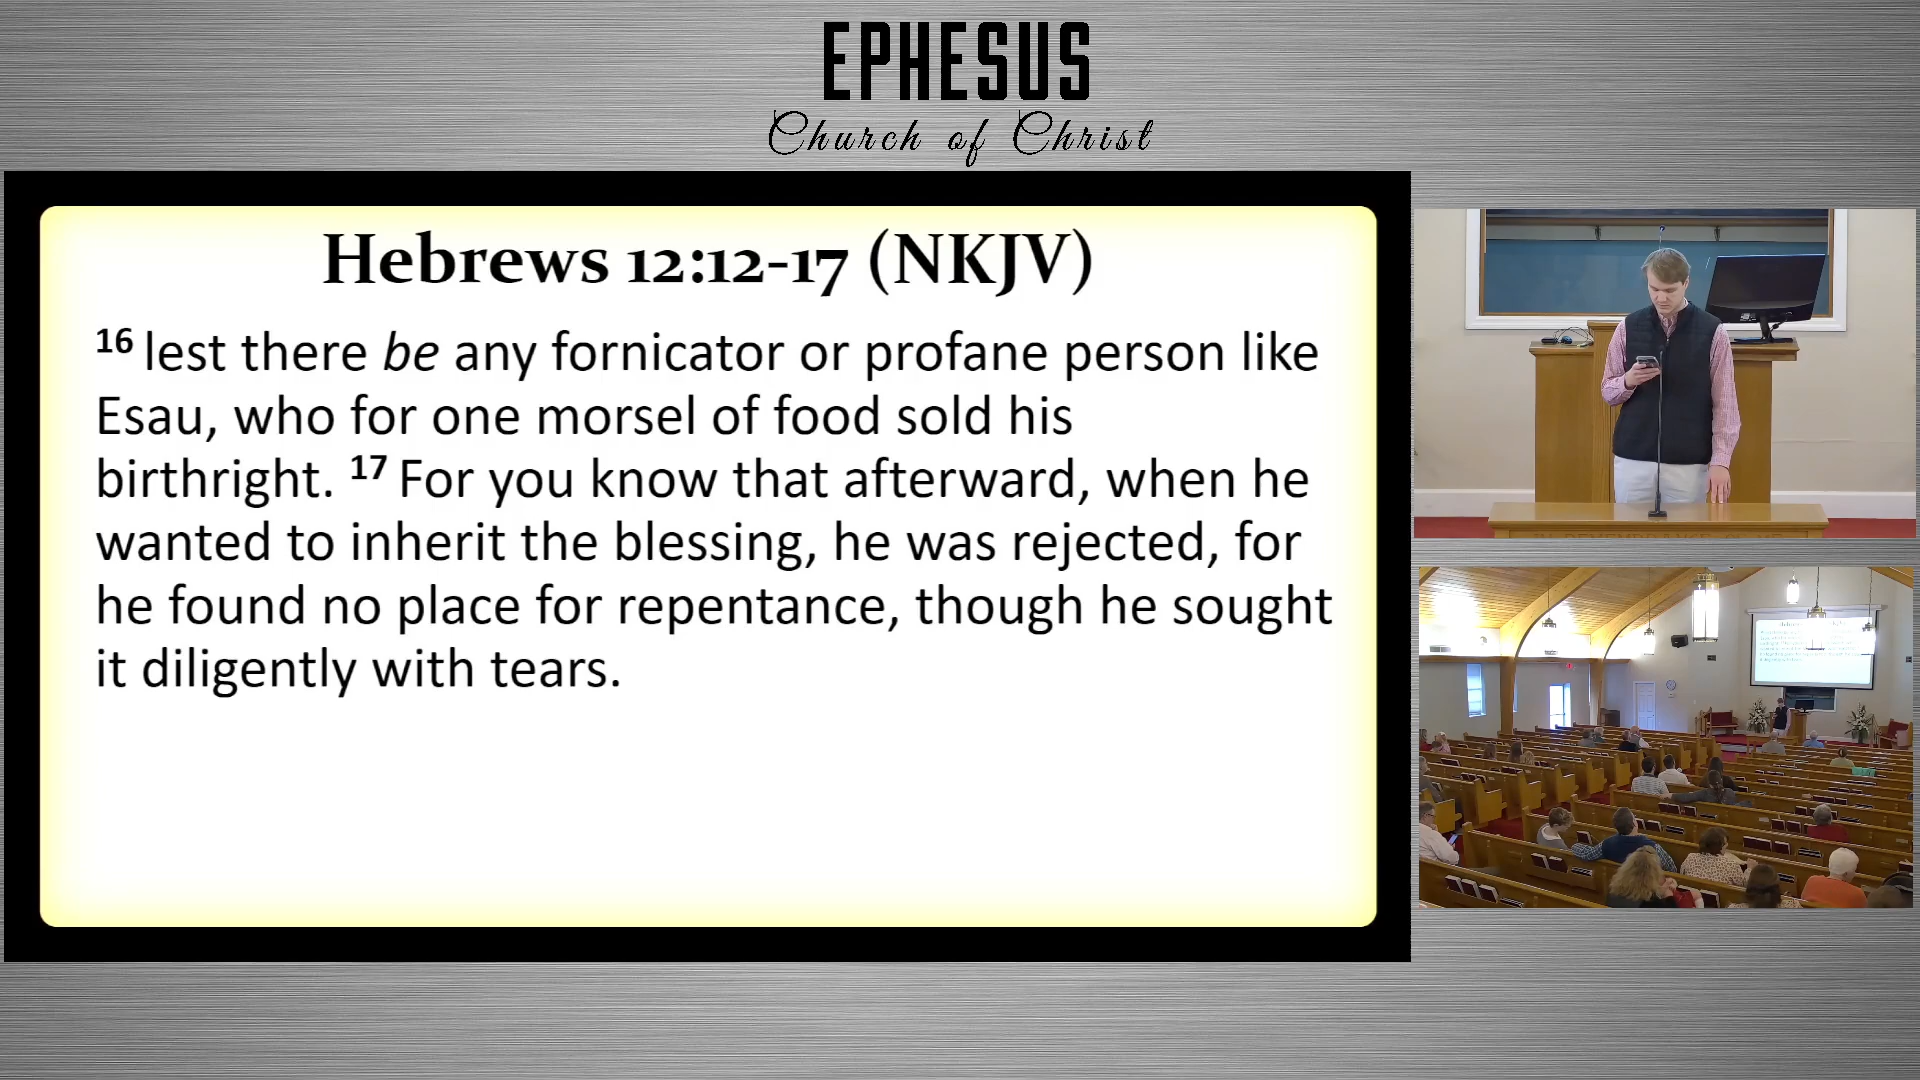 EPHESUS
Church of Christ
Hebrews 12:12-17 (NKJV)
16 lest there be any fornicator or profane person like
Esau, who for one morsel of food sold his
birthright. 17 For you know that afterward, when he
wanted to inherit the blessing, he was rejected, for
he found no place for repentance, though he sought
it diligently with tears.